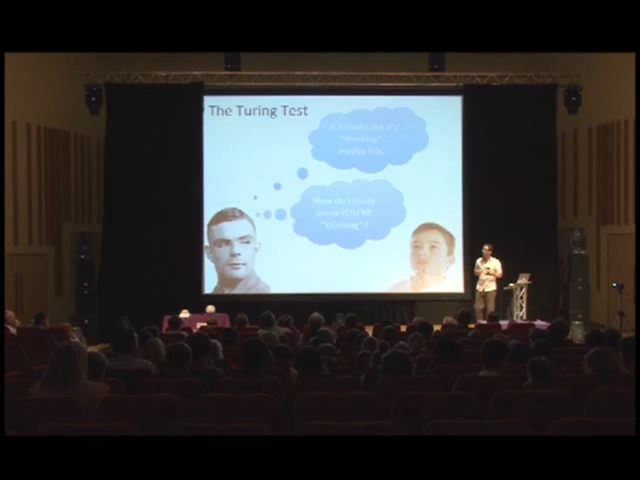 The Turing Test
If it looks like it's
"thinking"...
maybe it is...
How do I really
know YOU'RE
"thinking"?